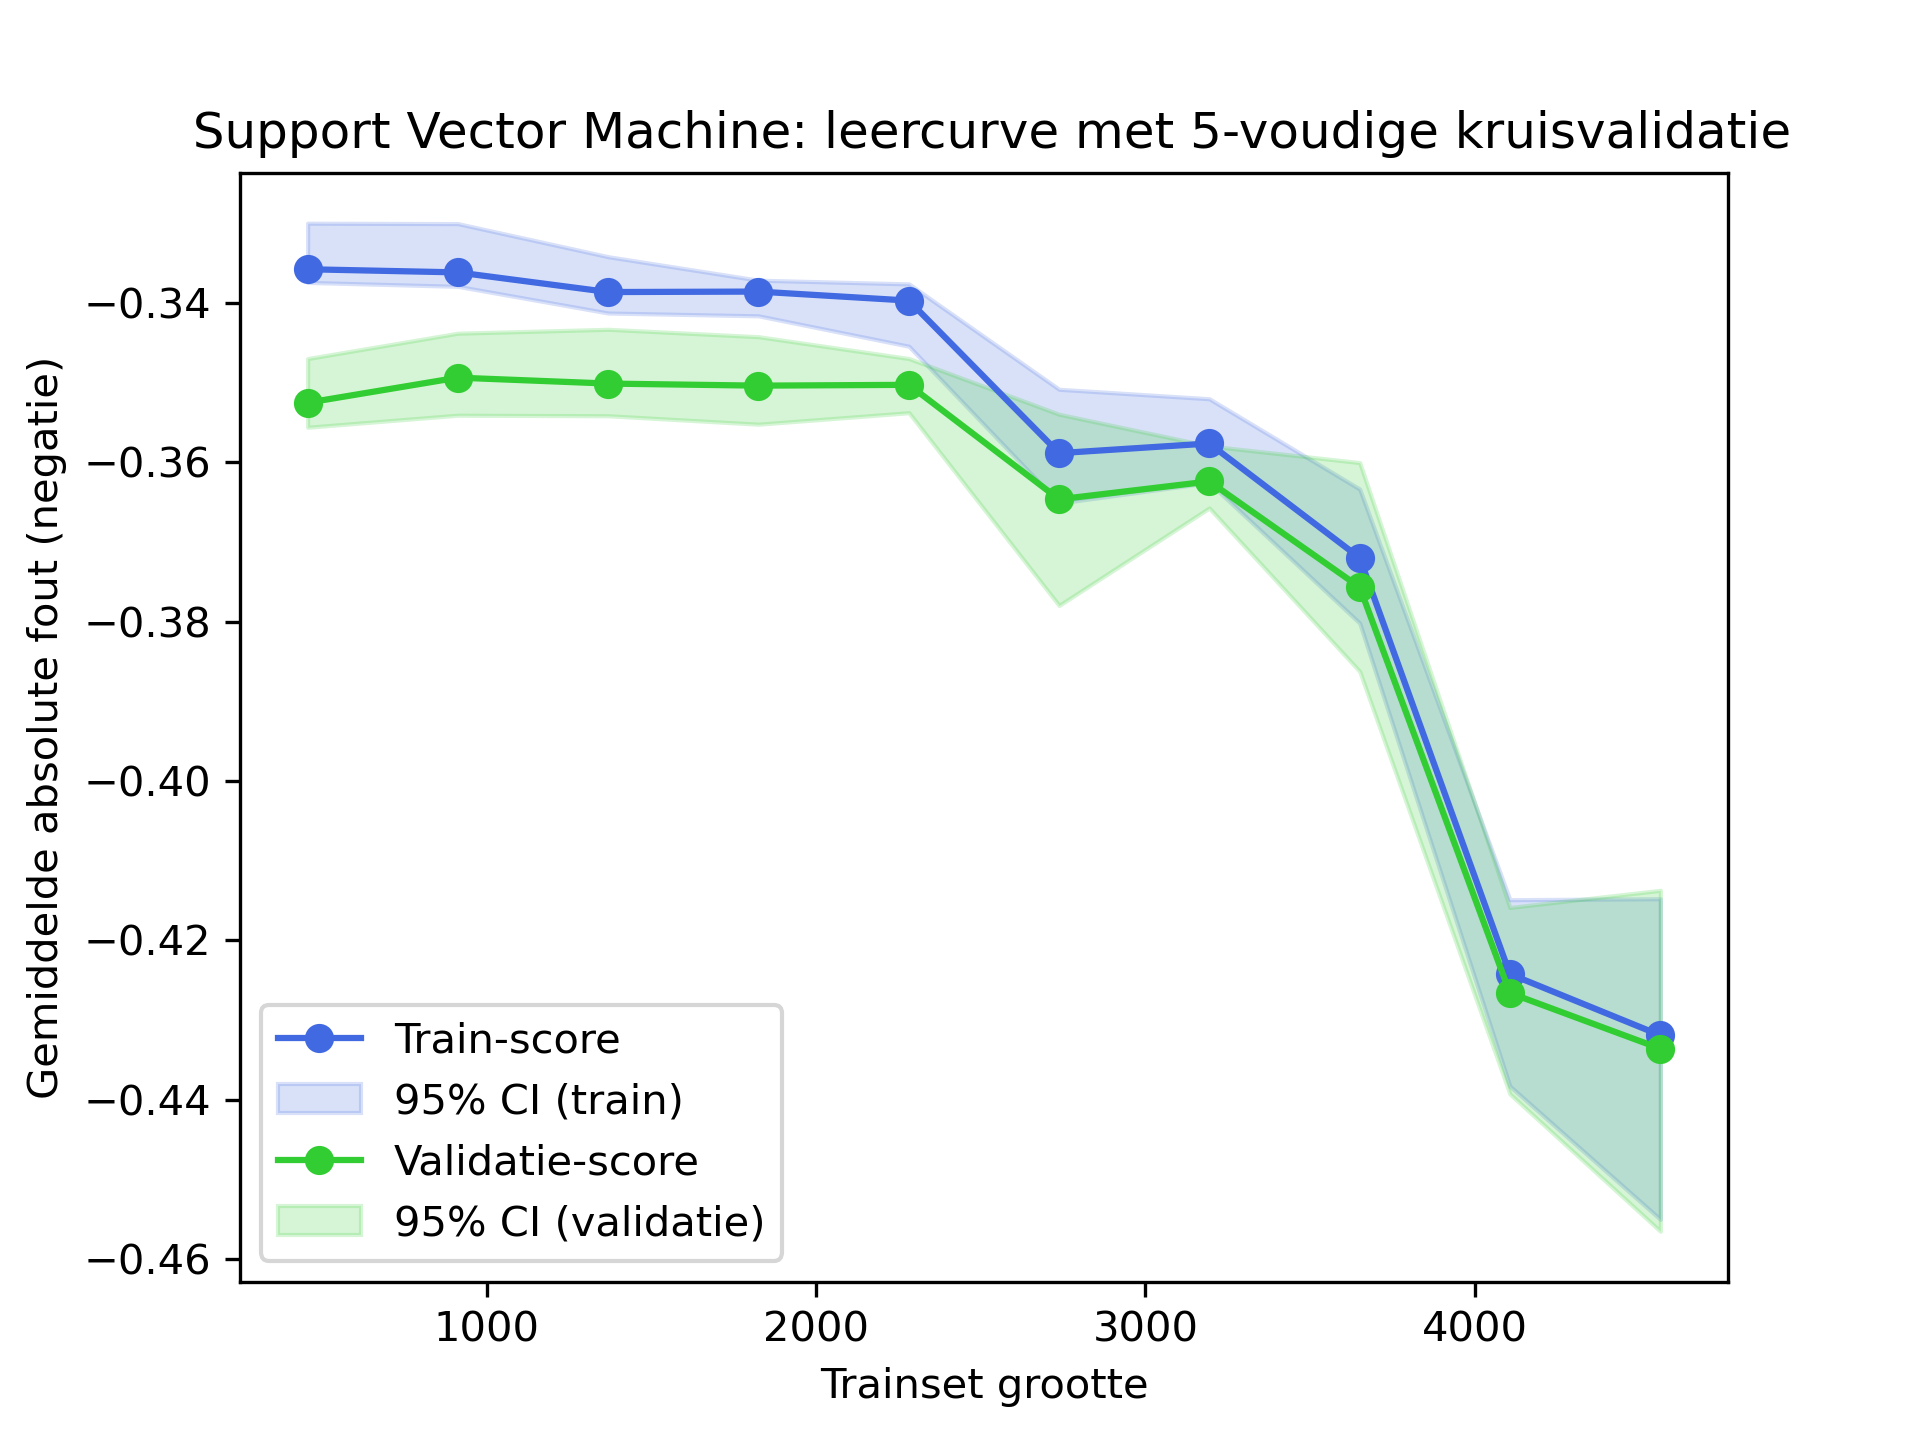 Support Vector Machine: leercurve met 5-voudige kruisvalidatie
Gemiddelde absolute fout (negatie)
−0.34
−0.36
−0.38
−0.40
−0.42
−0.44
−0.46
Train-score
95% CI (train)
Validatie-score
95% CI (validatie)
1000
2000
3000
4000
Trainset grootte